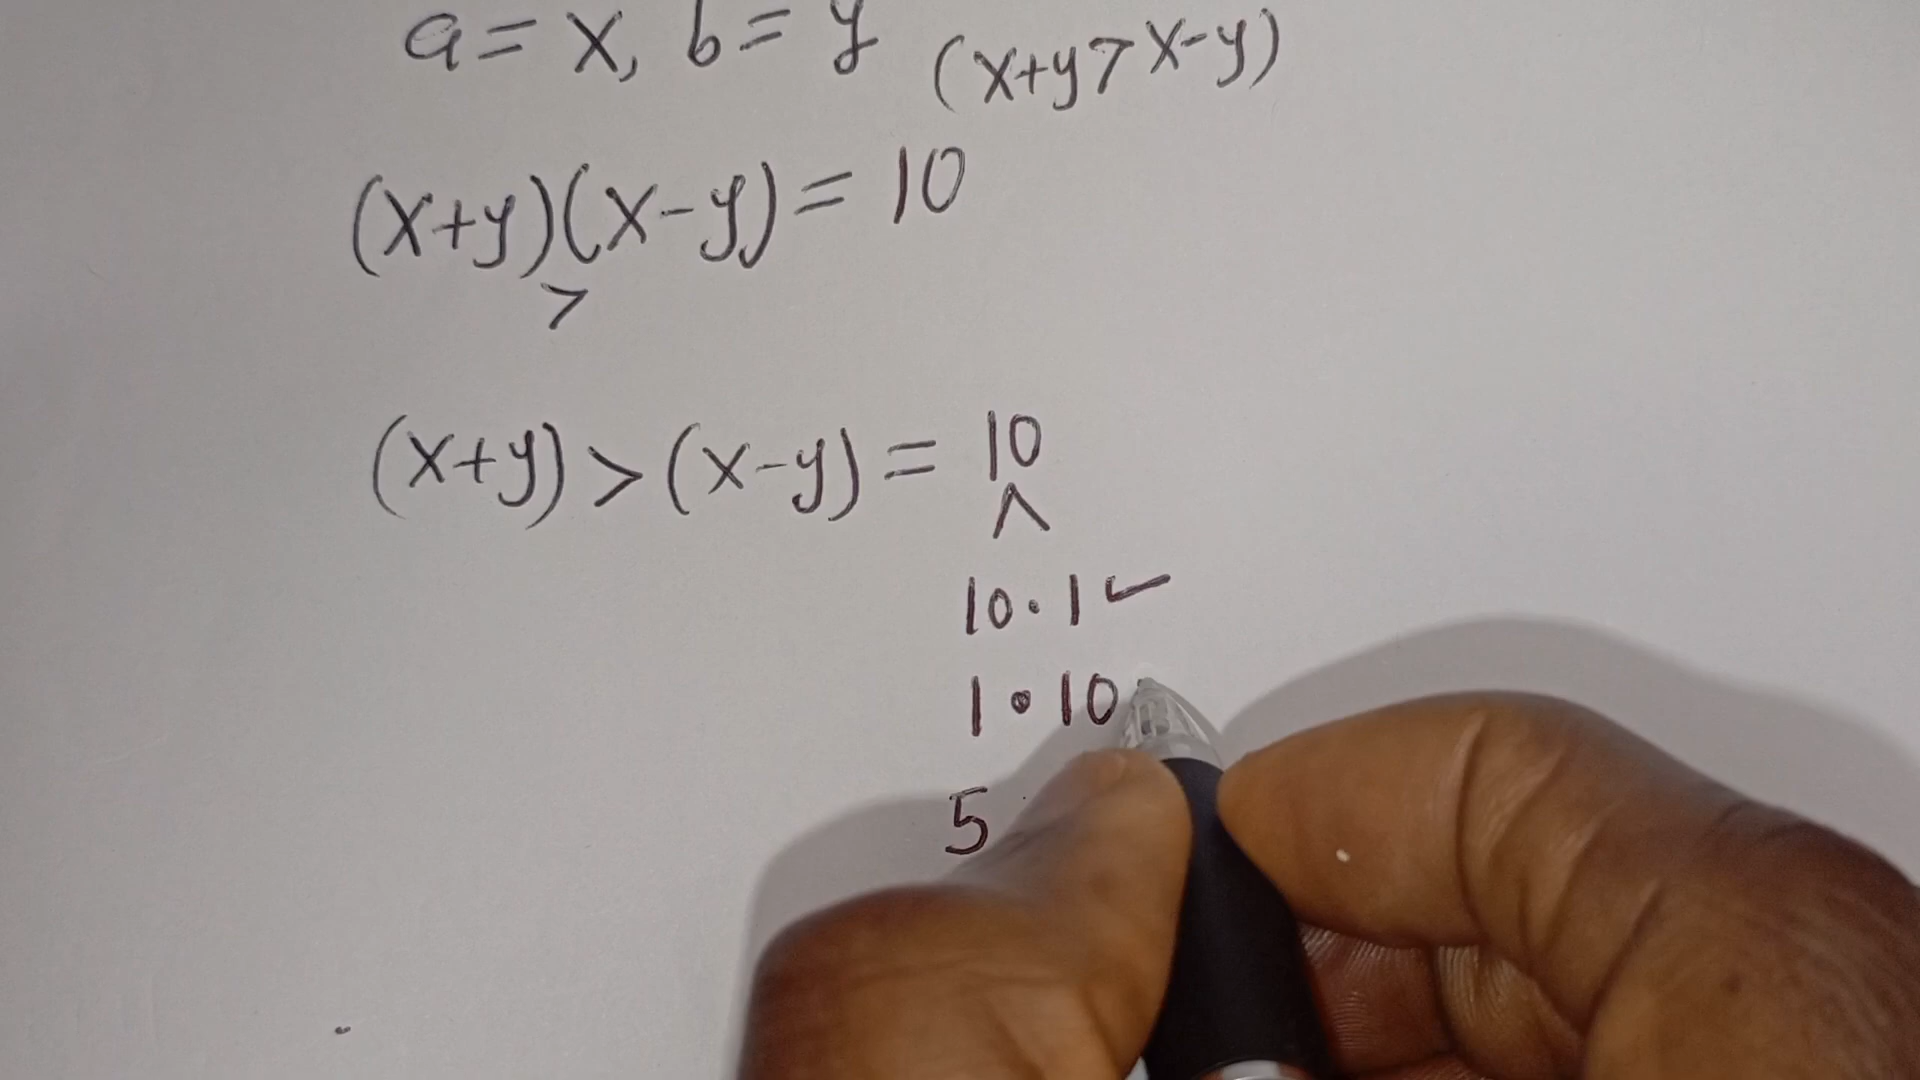 a = x, b = y (x+y > x-y)
(x+y)(x-y) = 10
>
(x+y) > (x-y) = 10
^
10 · 1 ✓
1 · 10
5